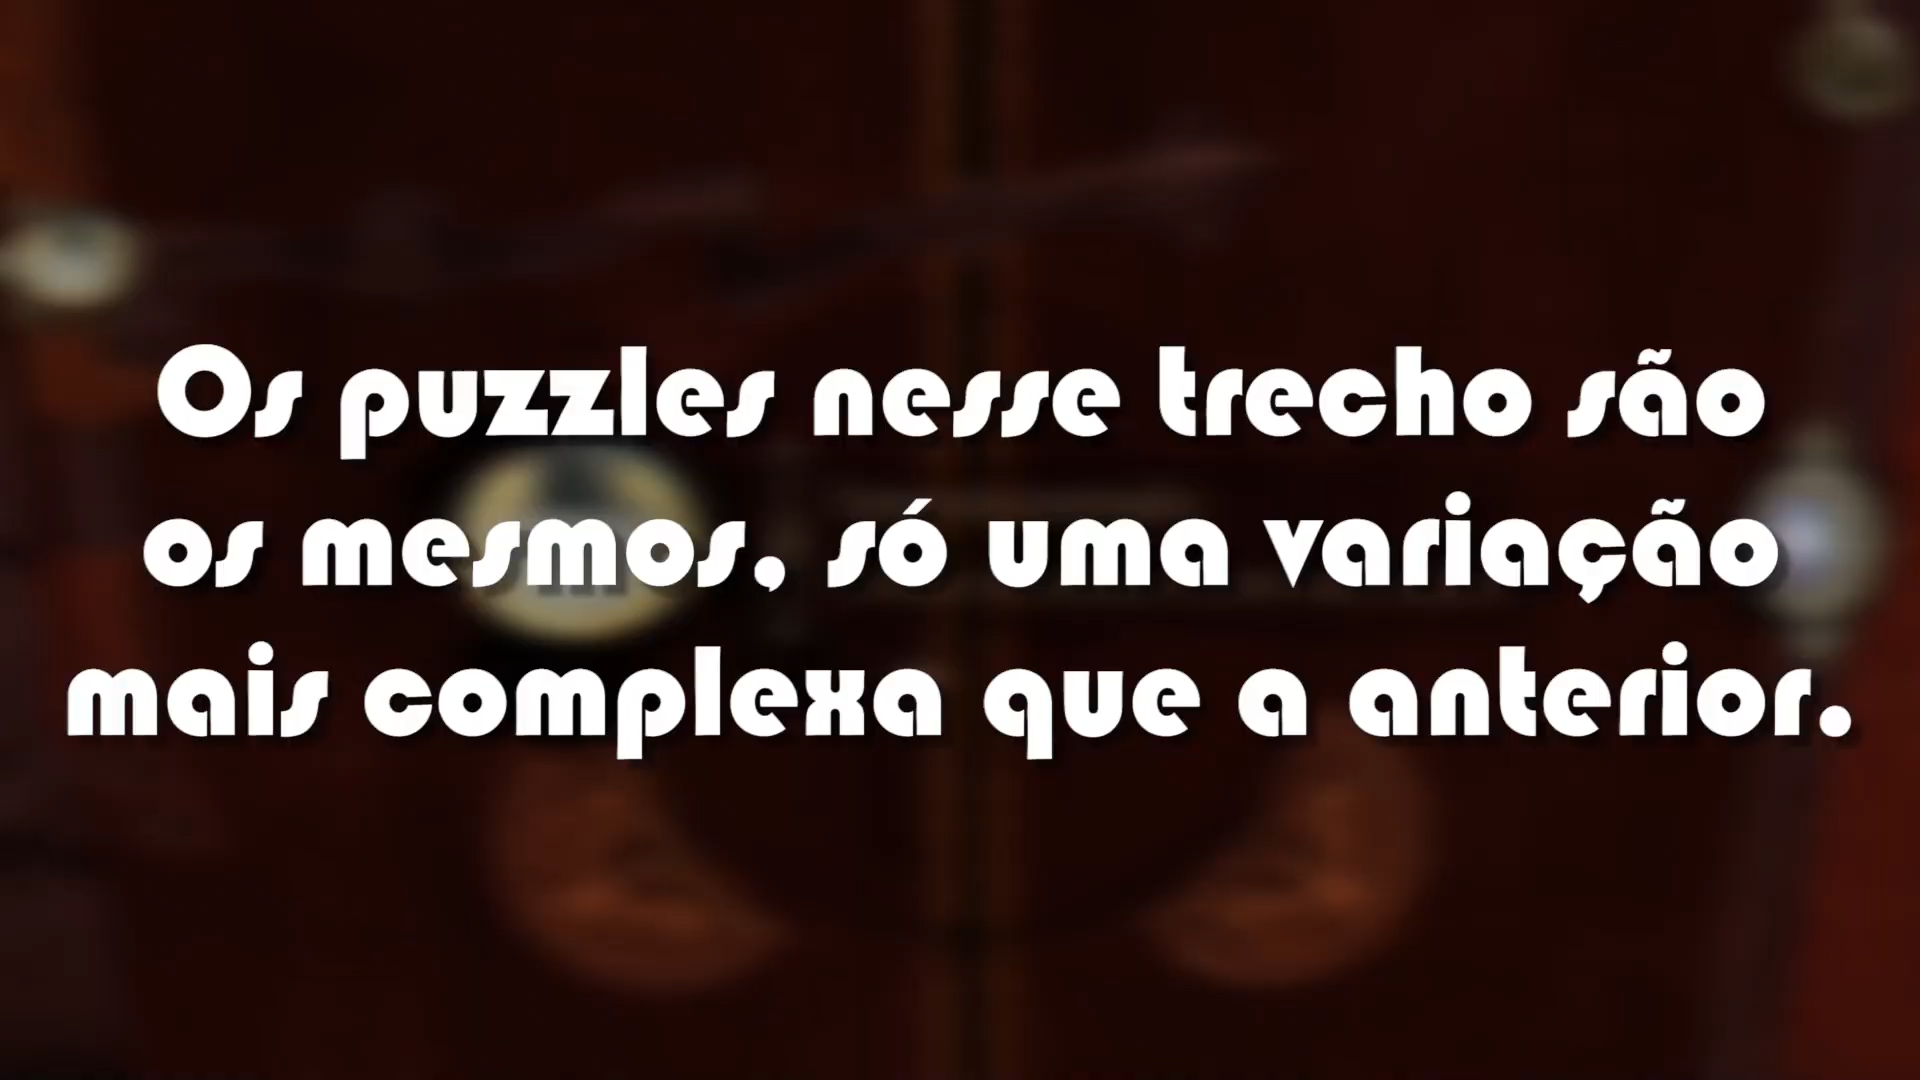 Os puzzles nesse trecho são
os mesmos, só uma variação
mais complexa que a anterior.